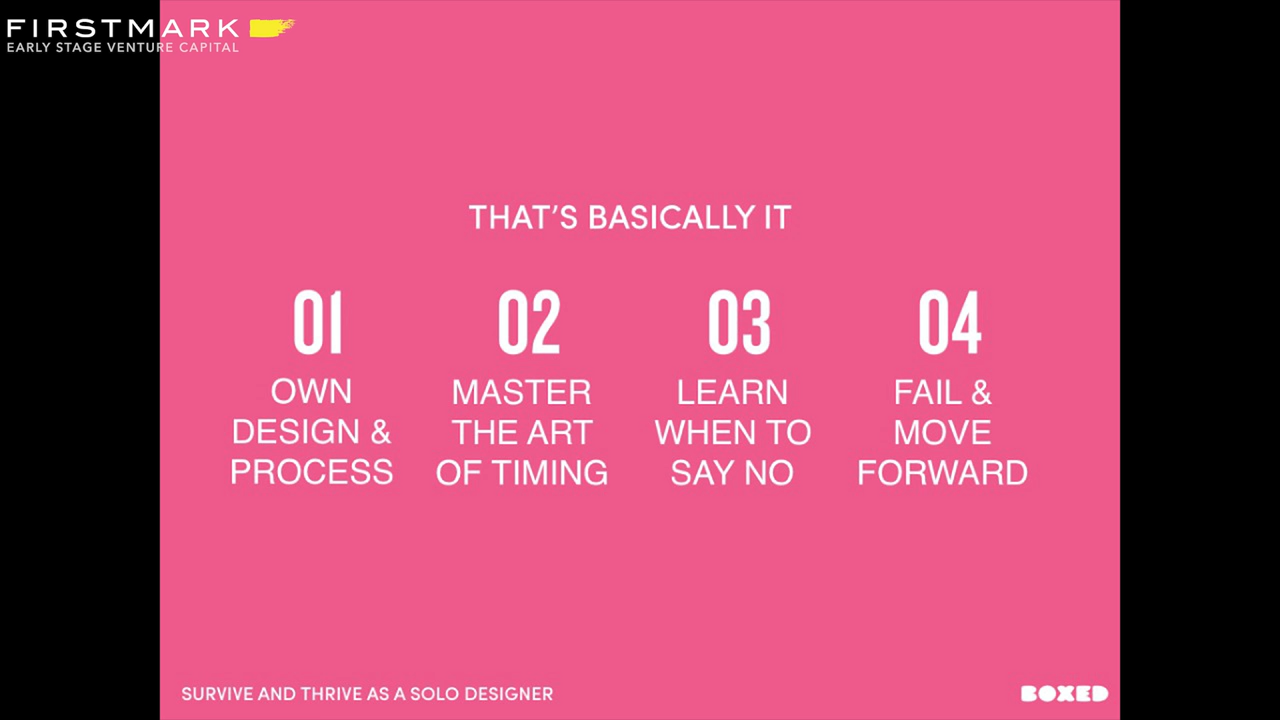 FIRSTMARK
EARLY STAGE VENTURE CAPITAL
THAT'S BASICALLY IT
01
OWN
DESIGN &
PROCESS
02
MASTER
THE ART
OF TIMING
03
LEARN
WHEN TO
SAY NO
04
FAIL &
MOVE
FORWARD
SURVIVE AND THRIVE AS A SOLO DESIGNER
BOXED